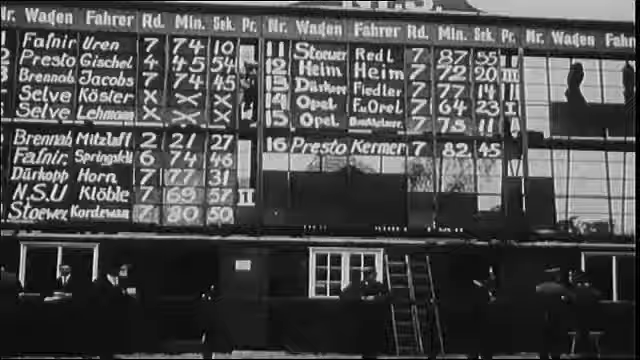 Nr. Wagen Fahrer Rd. Min. Sek. Pr.
Fafnir Uren 7 74 10
Presto Gischel 4 45 54
3 Brennab Jacobs 7 74 45
Selve Köster X X X
Selve Lehmann X X X
Brennab Mitzlaff 2 21 27
Fafnir Springsfeld 6 74 46
Dürkopp Horn 7 77 31
N.S.U Klöble 7 69 57 II
Stoewer Kordewan 7 80 50
Nr. Wagen Fahrer Rd. Min. Sek. Pr.
11 Stoewer Redl 7 87 55
12 Heim Heim 7 72 20 III
13 Dürkopp Fiedler 7 77 14
14 Opel F.v.Opel 7 64 23 I
15 Opel 7 75 11
16 Presto Kermer 7 82 45
Nr. Wagen Fahr